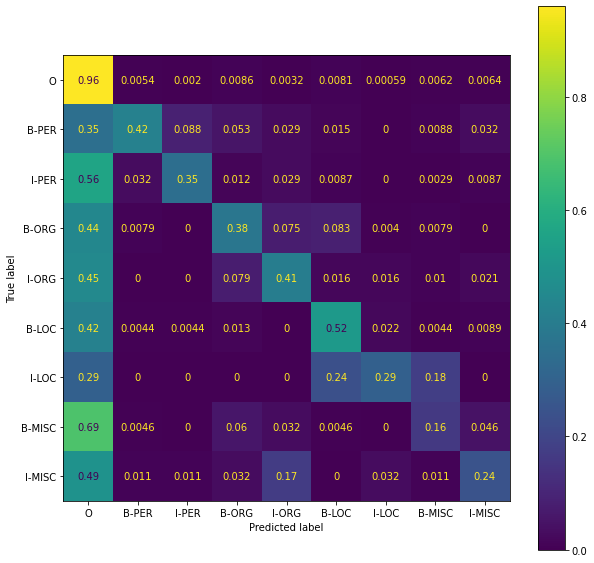 True label
O 0.96 0.0054 0.002 0.0086 0.0032 0.0081 0.00059 0.0062 0.0064
B-PER 0.35 0.42 0.088 0.053 0.029 0.015 0 0.0088 0.032
I-PER 0.56 0.032 0.35 0.012 0.029 0.0087 0 0.0029 0.0087
B-ORG 0.44 0.0079 0 0.38 0.075 0.083 0.004 0.0079 0
I-ORG 0.45 0 0 0.079 0.41 0.016 0.016 0.01 0.021
B-LOC 0.42 0.0044 0.0044 0.013 0 0.52 0.022 0.0044 0.0089
I-LOC 0.29 0 0 0 0 0.24 0.29 0.18 0
B-MISC 0.69 0.0046 0 0.06 0.032 0.0046 0 0.16 0.046
I-MISC 0.49 0.011 0.011 0.032 0.17 0 0.032 0.011 0.24
O B-PER I-PER B-ORG I-ORG B-LOC I-LOC B-MISC I-MISC
Predicted label
0.8
0.6
0.4
0.2
0.0